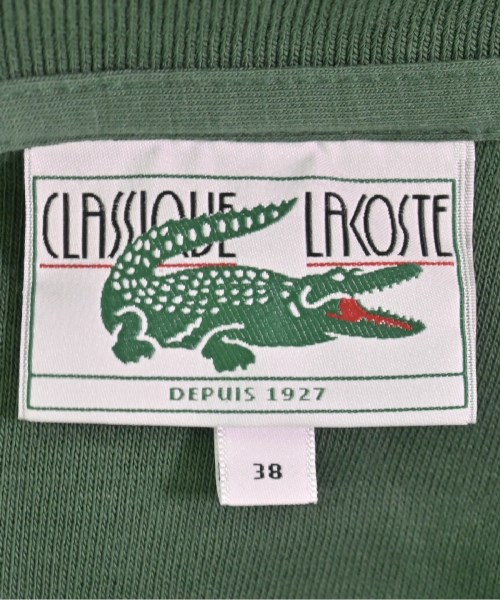 CLASSIQUE LACOSTE
DEPUIS 1927
38